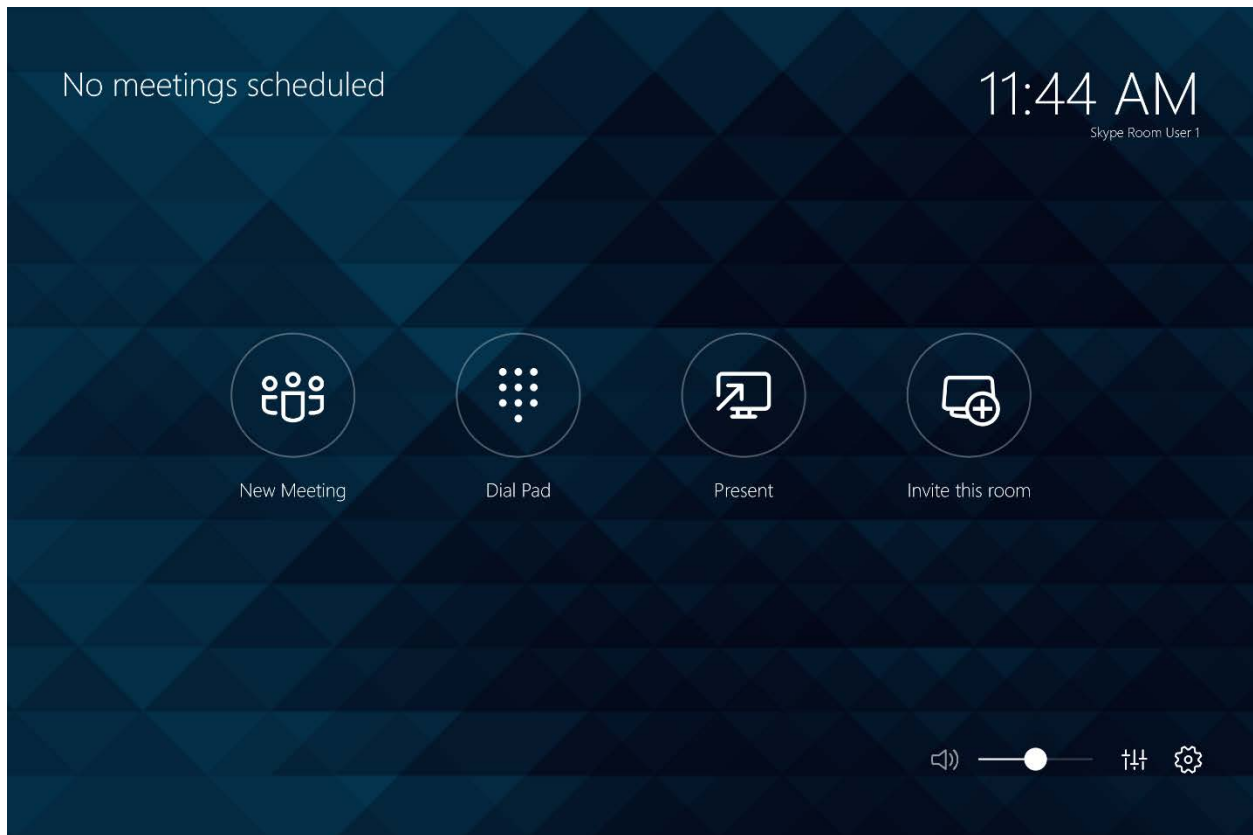 No meetings scheduled
11:44 AM
Skype Room User 1
New Meeting
Dial Pad
Present
Invite this room